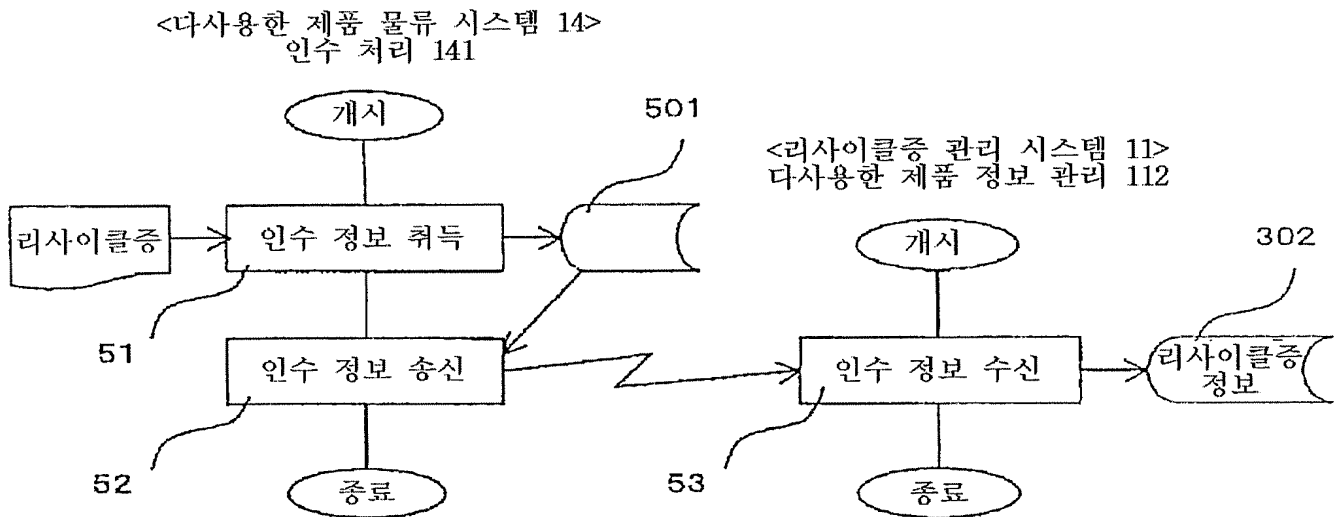 <다사용한 제품 물류 시스템 14>
인수 처리 141
개시
501
<리사이클증 관리 시스템 11>
다사용한 제품 정보 관리 112
리사이클증
인수 정보 취득
개시
302
51
인수 정보 송신
인수 정보 수신
리사이클증
정보
52
종료
53
종료